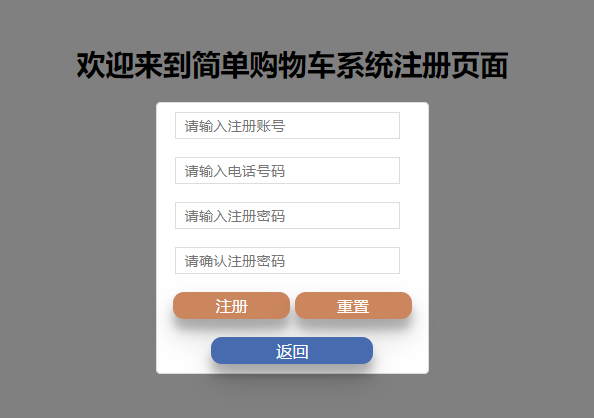 欢迎来到简单购物车系统注册页面
请输入注册账号
请输入电话号码
请输入注册密码
请确认注册密码
注册 重置
返回